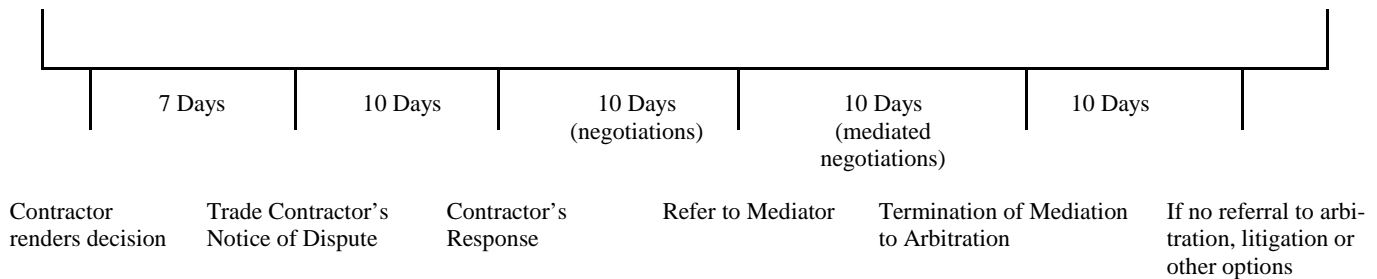 7 Days
10 Days
10 Days
(negotiations)
10 Days
(mediated
negotiations)
10 Days
Contractor
renders decision
Trade Contractor’s
Notice of Dispute
Contractor’s
Response
Refer to Mediator
Termination of Mediation
to Arbitration
If no referral to arbi-
tration, litigation or
other options